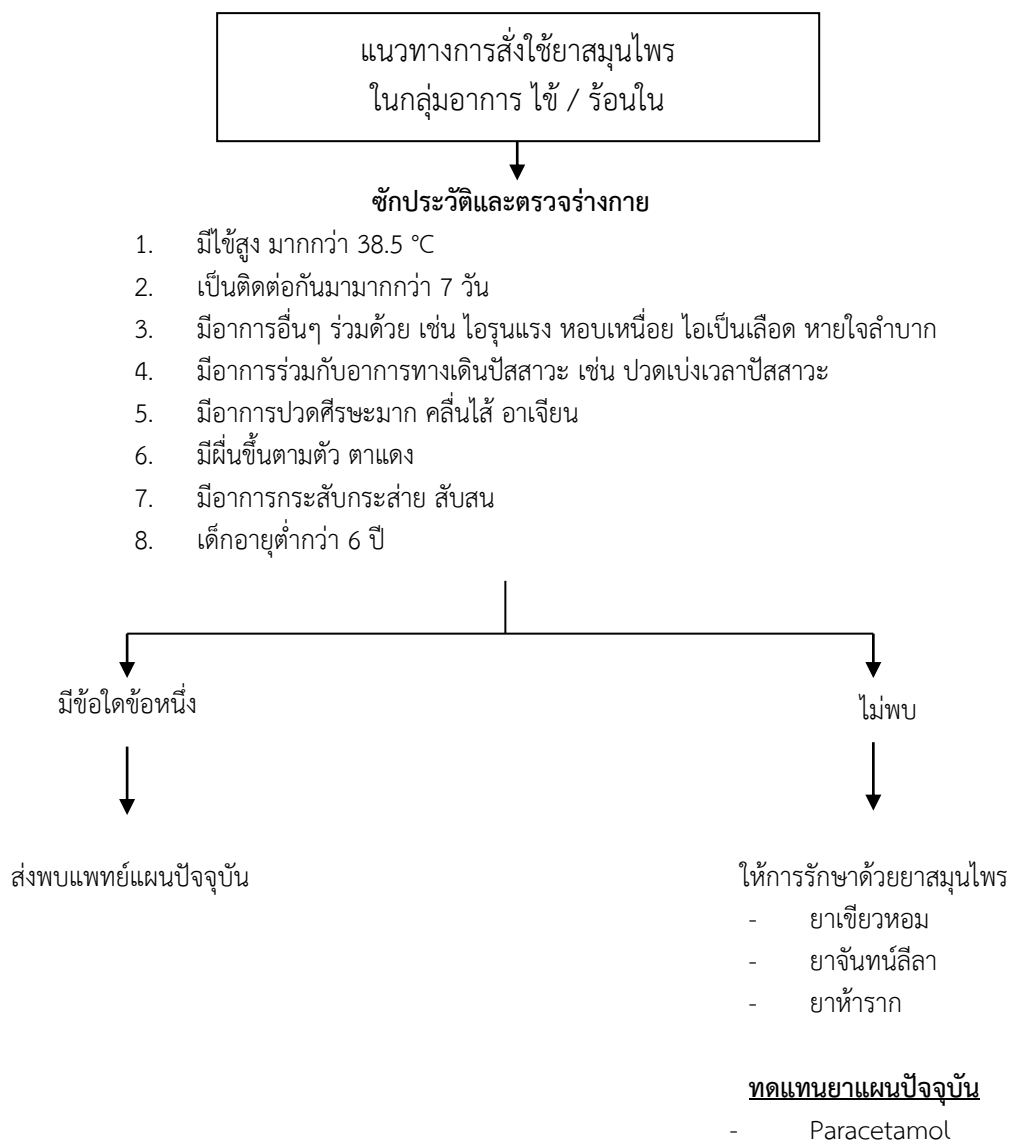 แนวทางการสั่งใช้ยาสมุนไพร
ในกลุ่มอาการ ไข้ / ร้อนใน
ซักประวัติและตรวจร่างกาย
1. มีไข้สูง มากกว่า 38.5 °C
2. เป็นติดต่อกันมามากกว่า 7 วัน
3. มีอาการอื่นๆ ร่วมด้วย เช่น ไอรุนแรง หอบเหนื่อย ไอเป็นเลือด หายใจลำบาก
4. มีอาการร่วมกับอาการทางเดินปัสสาวะ เช่น ปวดเบ่งเวลาปัสสาวะ
5. มีอาการปวดศีรษะมาก คลื่นไส้ อาเจียน
6. มีผื่นขึ้นตามตัว ตาแดง
7. มีอาการกระสับกระส่าย สับสน
8. เด็กอายุต่ำกว่า 6 ปี
มีข้อใดข้อหนึ่ง
ไม่พบ
ส่งพบแพทย์แผนปัจจุบัน
ให้การรักษาด้วยยาสมุนไพร
- ยาเขียวหอม
- ยาจันทน์ลีลา
- ยาห้าราก
ทดแทนยาแผนปัจจุบัน
- Paracetamol